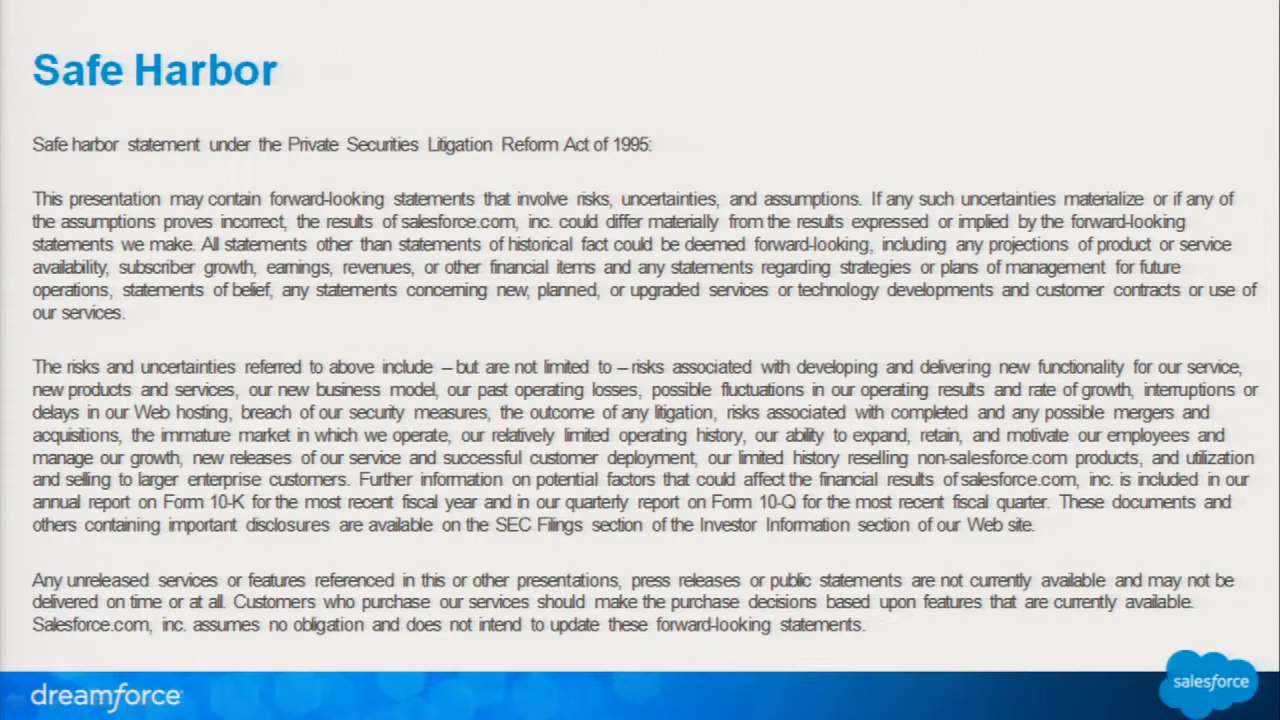 Safe Harbor
Safe harbor statement under the Private Securities Litigation Reform Act of 1995:
This presentation may contain forward-looking statements that involve risks, uncertainties, and assumptions. If any such uncertainties materialize or if any of
the assumptions proves incorrect, the results of salesforce.com, inc. could differ materially from the results expressed or implied by the forward-looking
statements we make. All statements other than statements of historical fact could be deemed forward-looking, including any projections of product or service
availability, subscriber growth, earnings, revenues, or other financial items and any statements regarding strategies or plans of management for future
operations, statements of belief, any statements concerning new, planned, or upgraded services or technology developments and customer contracts or use of
our services.
The risks and uncertainties referred to above include – but are not limited to – risks associated with developing and delivering new functionality for our service,
new products and services, our new business model, our past operating losses, possible fluctuations in our operating results and rate of growth, interruptions or
delays in our Web hosting, breach of our security measures, the outcome of any litigation, risks associated with completed and any possible mergers and
acquisitions, the immature market in which we operate, our relatively limited operating history, our ability to expand, retain, and motivate our employees and
manage our growth, new releases of our service and successful customer deployment, our limited history reselling non-salesforce.com products, and utilization
and selling to larger enterprise customers. Further information on potential factors that could affect the financial results of salesforce.com, inc. is included in our
annual report on Form 10-K for the most recent fiscal year and in our quarterly report on Form 10-Q for the most recent fiscal quarter. These documents and
others containing important disclosures are available on the SEC Filings section of the Investor Information section of our Web site.
Any unreleased services or features referenced in this or other presentations, press releases or public statements are not currently available and may not be
delivered on time or at all. Customers who purchase our services should make the purchase decisions based upon features that are currently available.
Salesforce.com, inc. assumes no obligation and does not intend to update these forward-looking statements.
dreamforce
salesforce